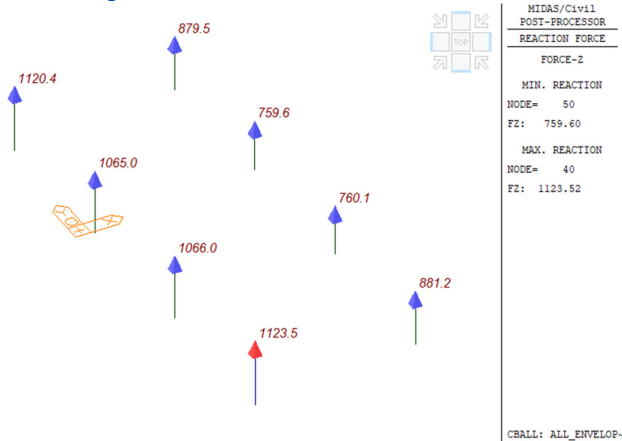 879.5
1120.4
759.6
1065.0
760.1
1066.0
881.2
1123.5
TOP
MIDAS/Civil
POST-PROCESSOR
REACTION FORCE
FORCE-Z
MIN. REACTION
NODE= 50
FZ: 759.60
MAX. REACTION
NODE= 40
FZ: 1123.52
CBALL: ALL_ENVELOP~